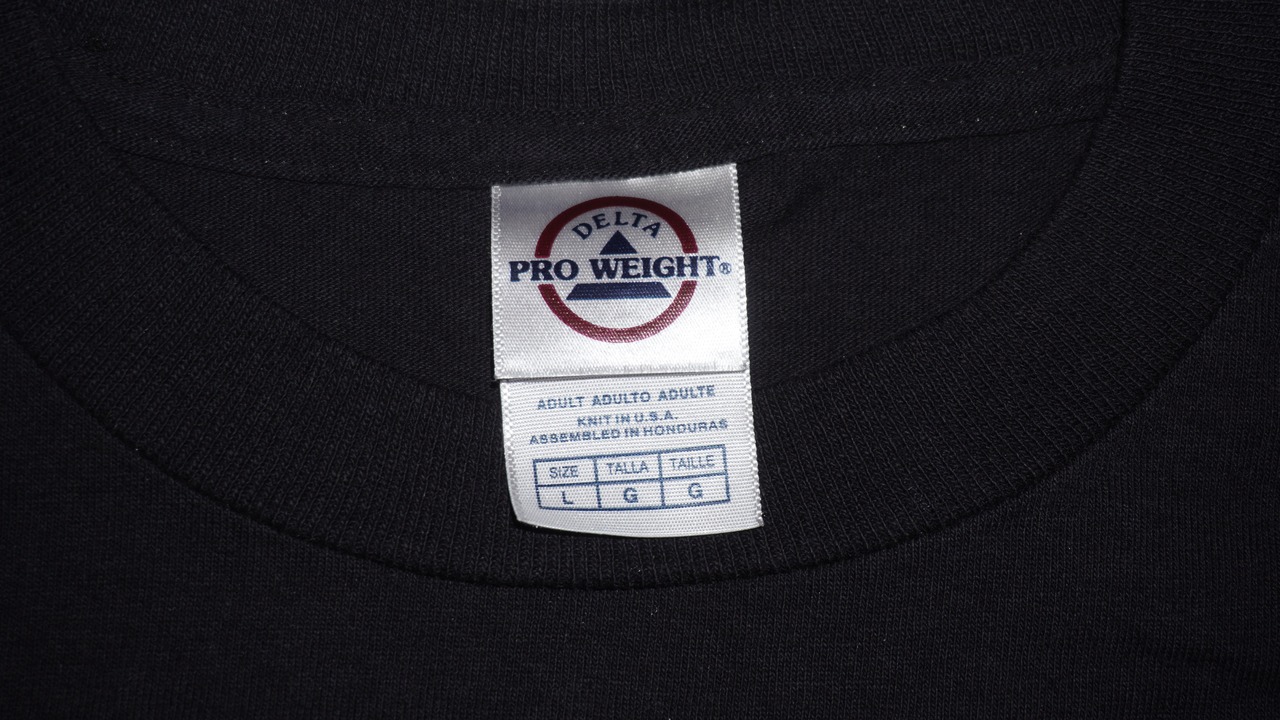 DELTA
PRO WEIGHT®
ADULT ADULTO ADULTE
KNIT IN U.S.A.
ASSEMBLED IN HONDURAS
SIZE TALLA TAILLE
L G G